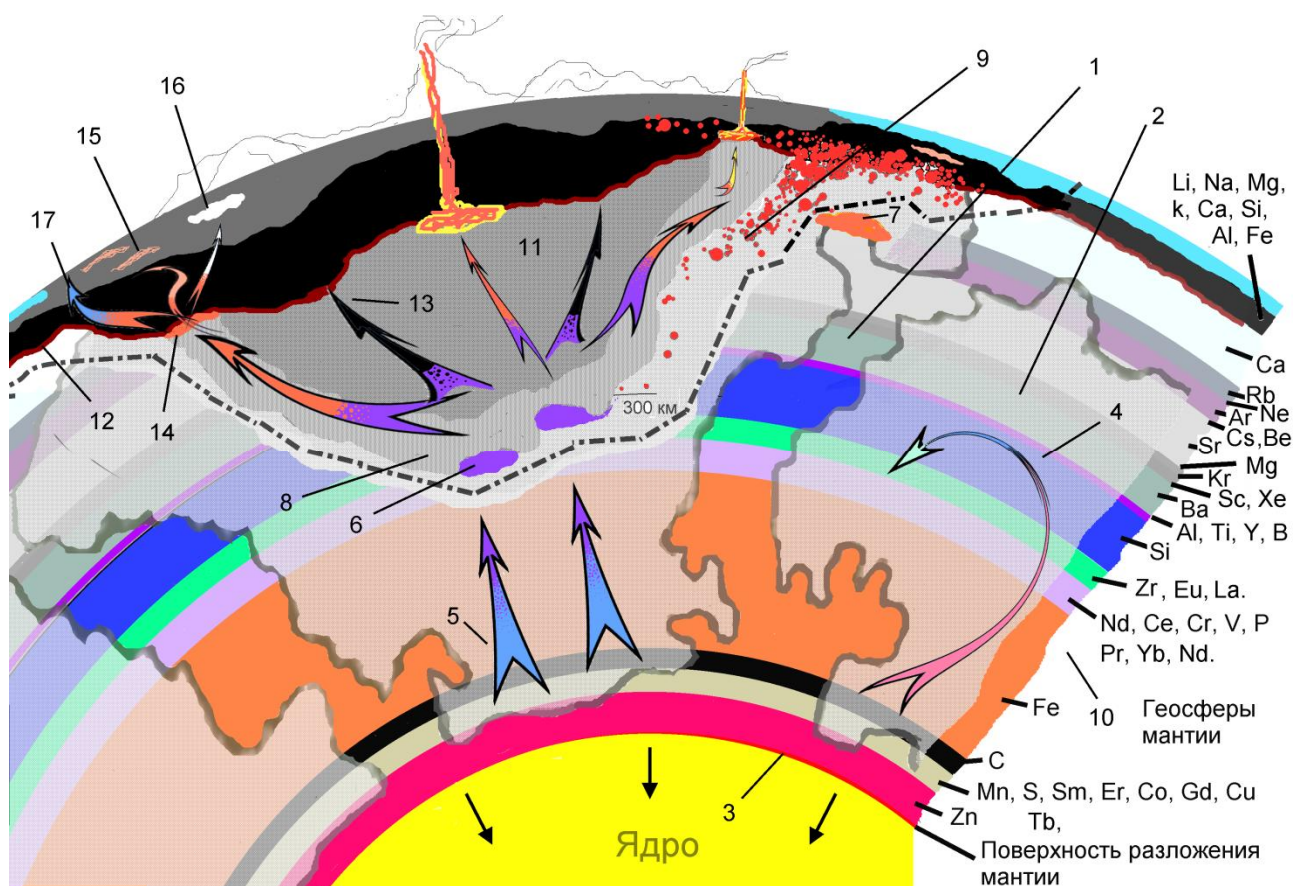 16
9
1
2
15
17
Li, Na, Mg,
k, Ca, Si,
Al, Fe
7
11
13
Ca
Rb
Ne
Ar
Cs,Be
Sr
Mg
Kr
Sc, Xe
Ba
Al, Ti, Y, B
Si
12
14
300 км
4
8
6
Zr, Eu, La.
Nd, Ce, Cr, V, P
Pr, Yb, Nd.
5
Fe
10 Геосферы
мантии
C
Mn, S, Sm, Er, Co, Gd, Cu
Tb,
Zn
3
Ядро
Поверхность разложения
мантии